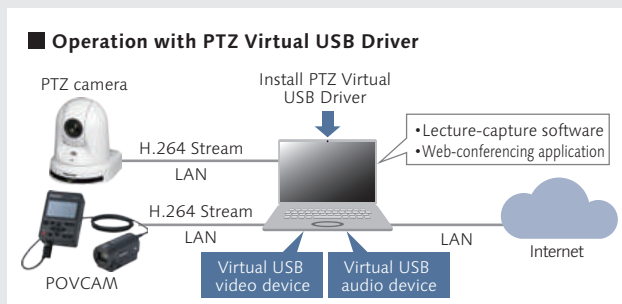 ■ Operation with PTZ Virtual USB Driver
PTZ camera
Install PTZ Virtual
USB Driver
•Lecture-capture software
•Web-conferencing application
H.264 Stream
LAN
H.264 Stream
LAN
LAN
Internet
POVCAM
Virtual USB
video device
Virtual USB
audio device